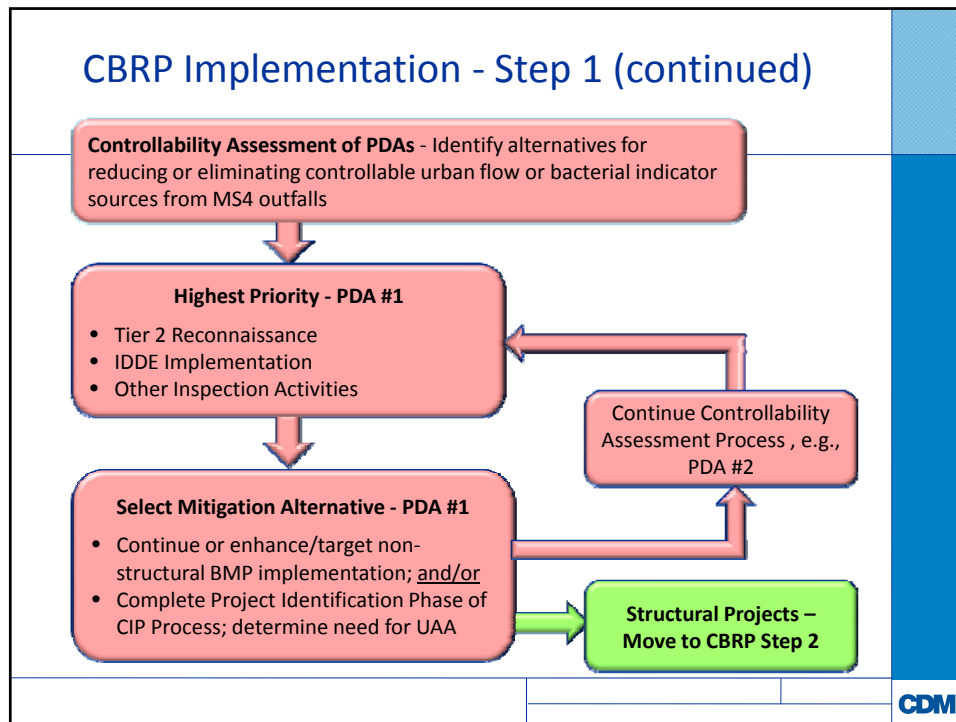 CBRP Implementation - Step 1 (continued)
Controllability Assessment of PDAs - Identify alternatives for
reducing or eliminating controllable urban flow or bacterial indicator
sources from MS4 outfalls
Highest Priority - PDA #1
• Tier 2 Reconnaissance
• IDDE Implementation
• Other Inspection Activities
Continue Controllability
Assessment Process , e.g.,
PDA #2
Select Mitigation Alternative - PDA #1
• Continue or enhance/target non-
structural BMP implementation; and/or
• Complete Project Identification Phase of
CIP Process; determine need for UAA
Structural Projects –
Move to CBRP Step 2
CDM